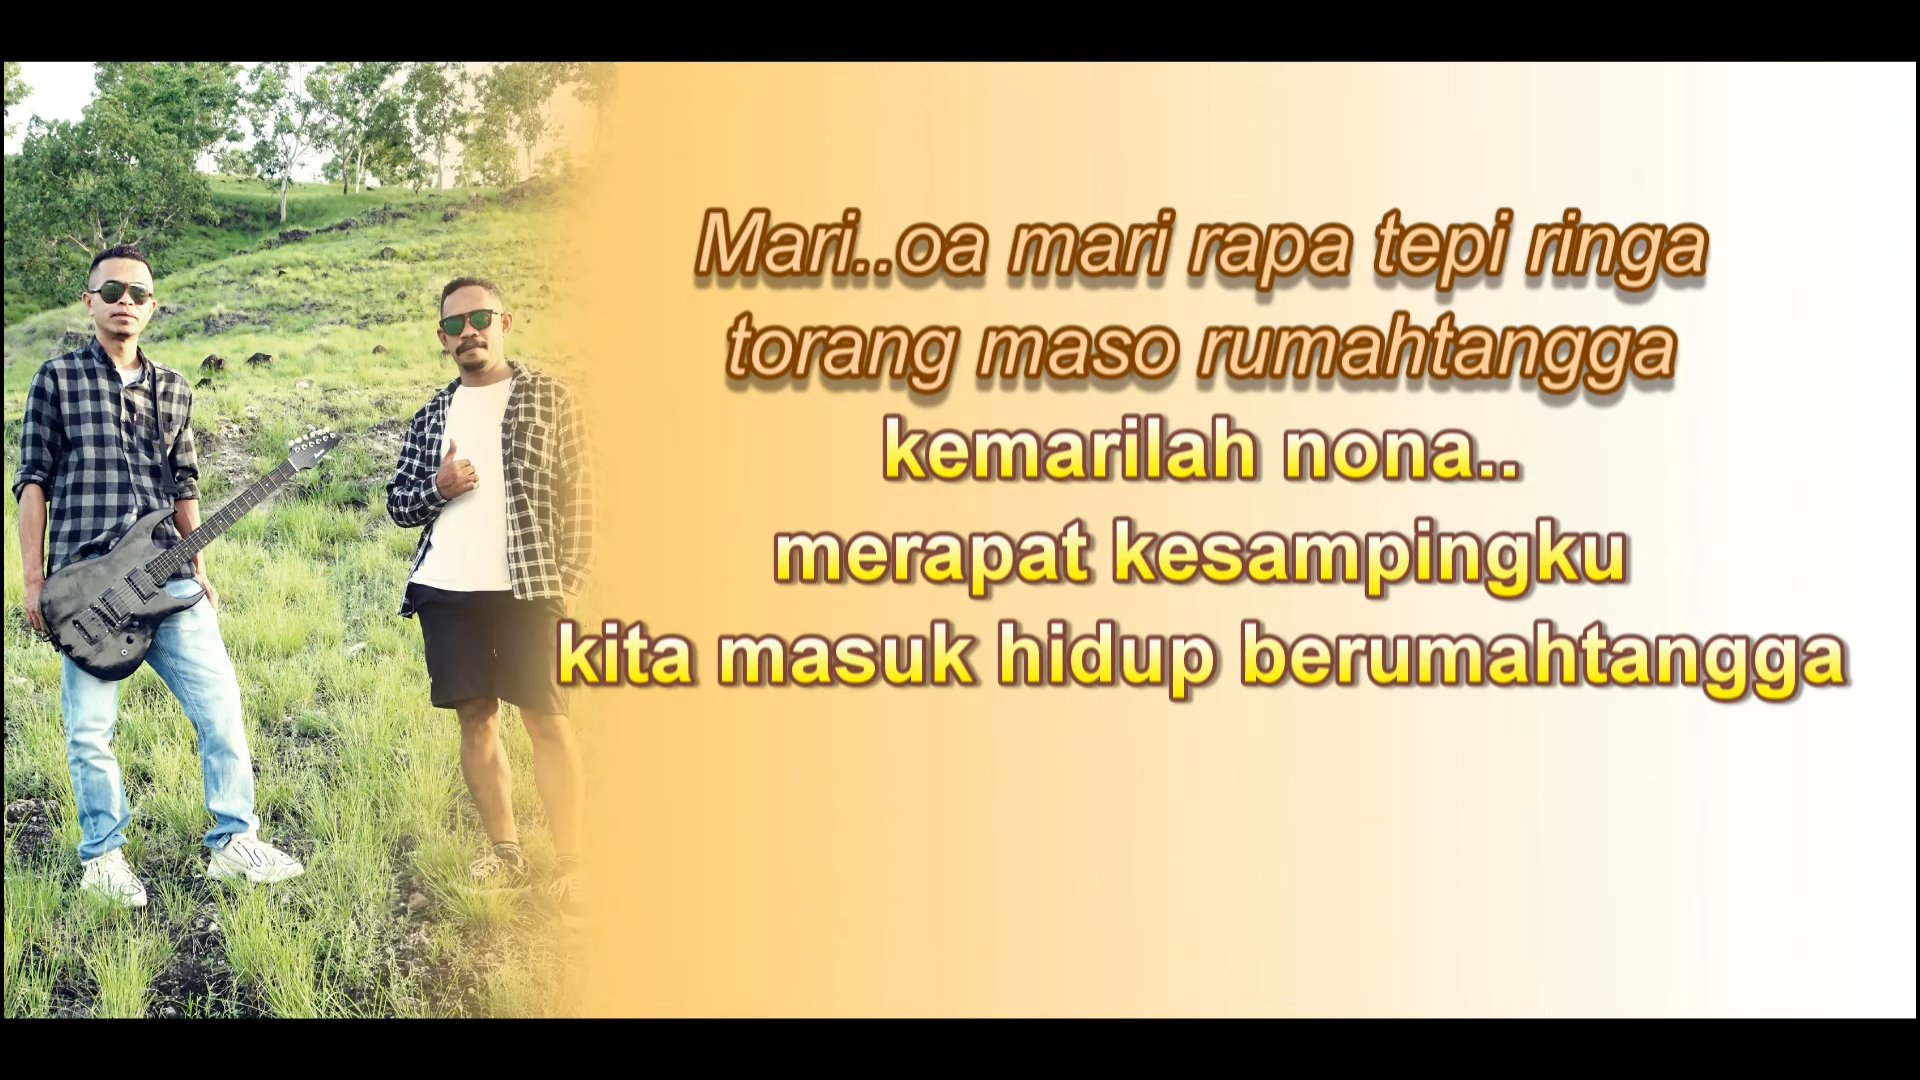 Mari..oa mari rapa tepi ringa
torang maso rumahtangga
kemarilah nona..
merapat kesampingku
kita masuk hidup berumahtangga